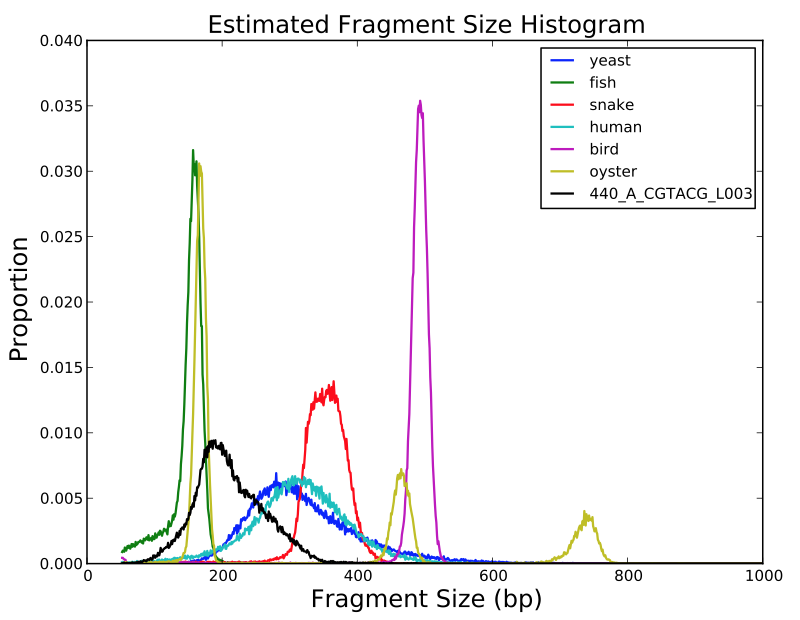 Estimated Fragment Size Histogram
0.040
0.035
0.030
0.025
0.020
0.015
0.010
0.005
0.000
Proportion
yeast
fish
snake
human
bird
oyster
440_A_CGTACG_L003
0 200 400 600 800 1000
Fragment Size (bp)